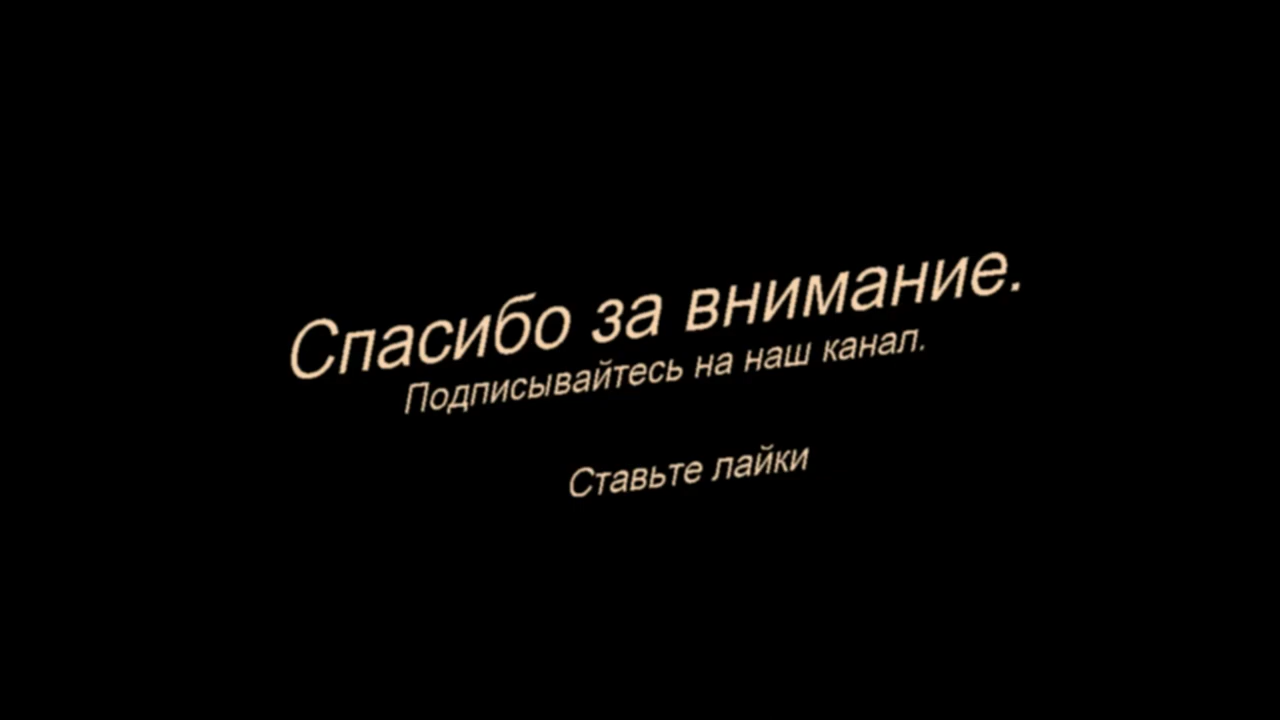 Спасибо за внимание.
Подписывайтесь на наш канал.
Ставьте лайки